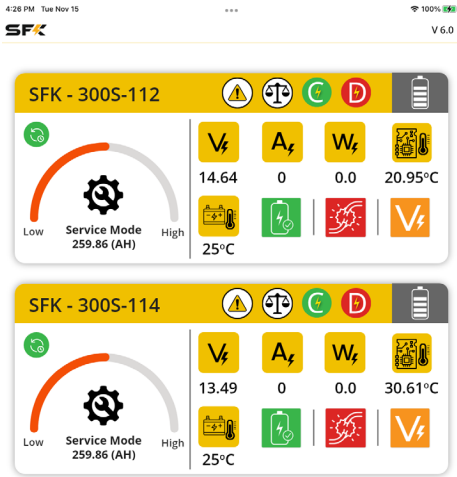 4:26 PM Tue Nov 15
100%
SFK
V 6.0
SFK - 300S-112
C D
V A W
14.64 0 0.0 20.95°C
Low Service Mode High
259.86 (AH)
V
25°C
SFK - 300S-114
C D
V A W
13.49 0 0.0 30.61°C
Low Service Mode High
259.86 (AH)
V
25°C